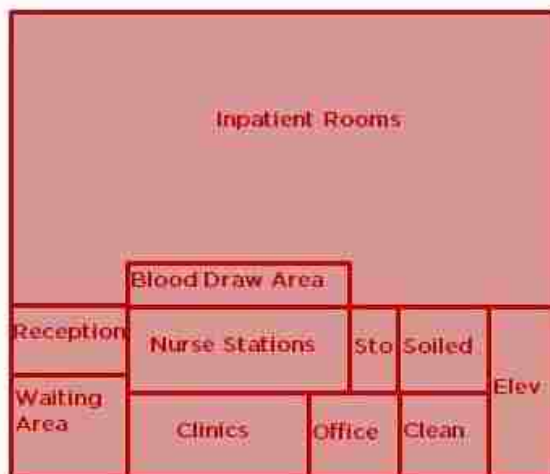 Inpatient Rooms
Blood Draw Area
Reception
Nurse Stations
Sto
Soiled
Elev
Waiting
Area
Clinics
Office
Clean